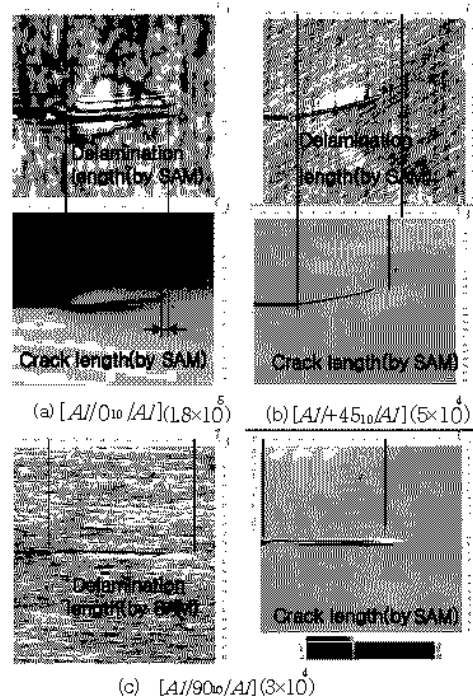 Delamination
length(by SAM)
Delamination
length(by SAM)
Crack length(by SAM)
Crack length(by SAM)
(a) [Al/0₁₀/Al](1.8×10⁵)
(b) [Al/+45₁₀/Al](5×10⁴)
Delamination
length(by SAM)
Crack length(by SAM)
(c) [Al/90₁₀/Al](3×10⁴)